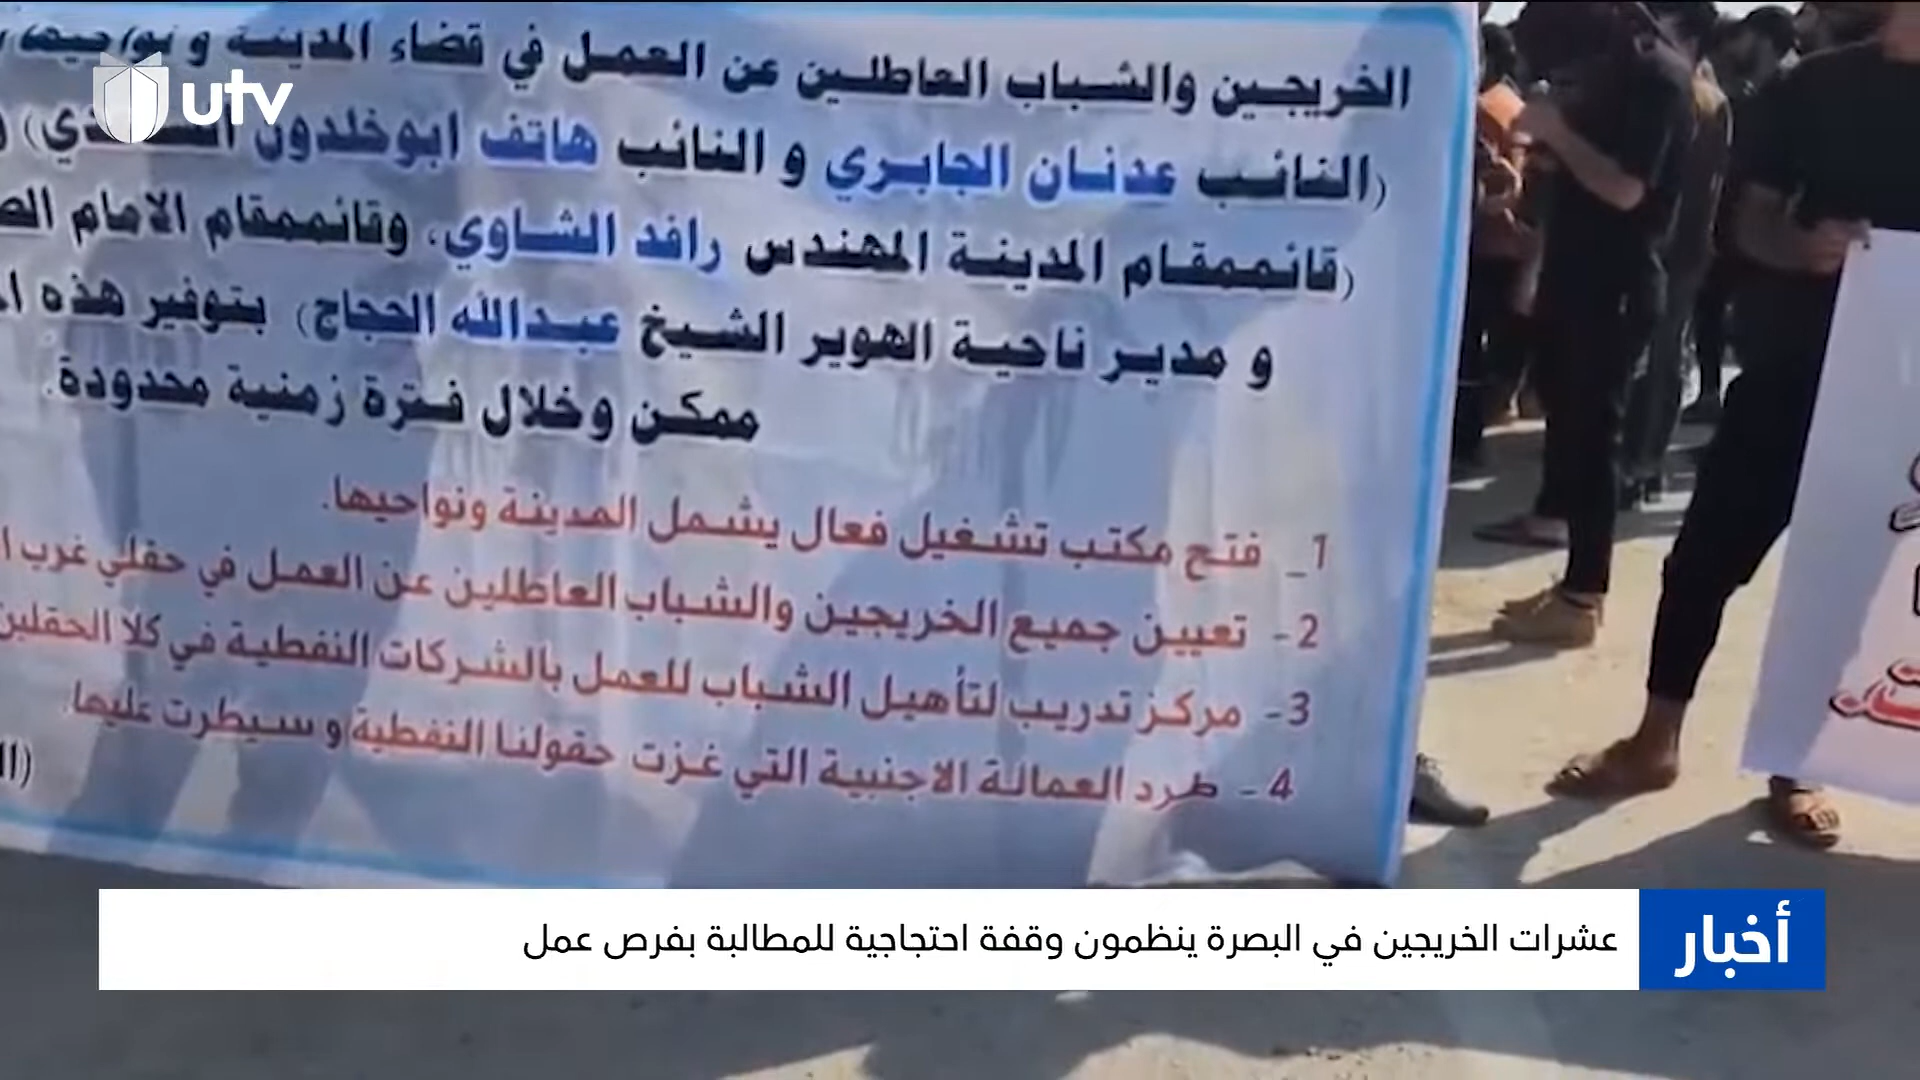 utv
الخريجين والشباب العاطلين عن العمل في قضاء المدينة و نواحيها
(النائب عدنان الجابري و النائب هاتف ابوخلدون
(قائممقام المدينة المهندس رافد الشاوي، وقائممقام الامام
و مدير ناحية الهوير الشيخ عبدالله الحجاج) بتوفير هذه
ممكن وخلال فترة زمنية محدودة.
1_ فتح مكتب تشغيل فعال يشمل المدينة ونواحيها.
2- تعيين جميع الخريجين والشباب العاطلين عن العمل في حقلي غرب
3- مركز تدريب لتأهيل الشباب للعمل بالشركات النفطية في كلا الحقلين
4- طرد العمالة الاجنبية التي غزت حقولنا النفطية و سيطرت عليها.
أخبار
عشرات الخريجين في البصرة ينظمون وقفة احتجاجية للمطالبة بفرص عمل